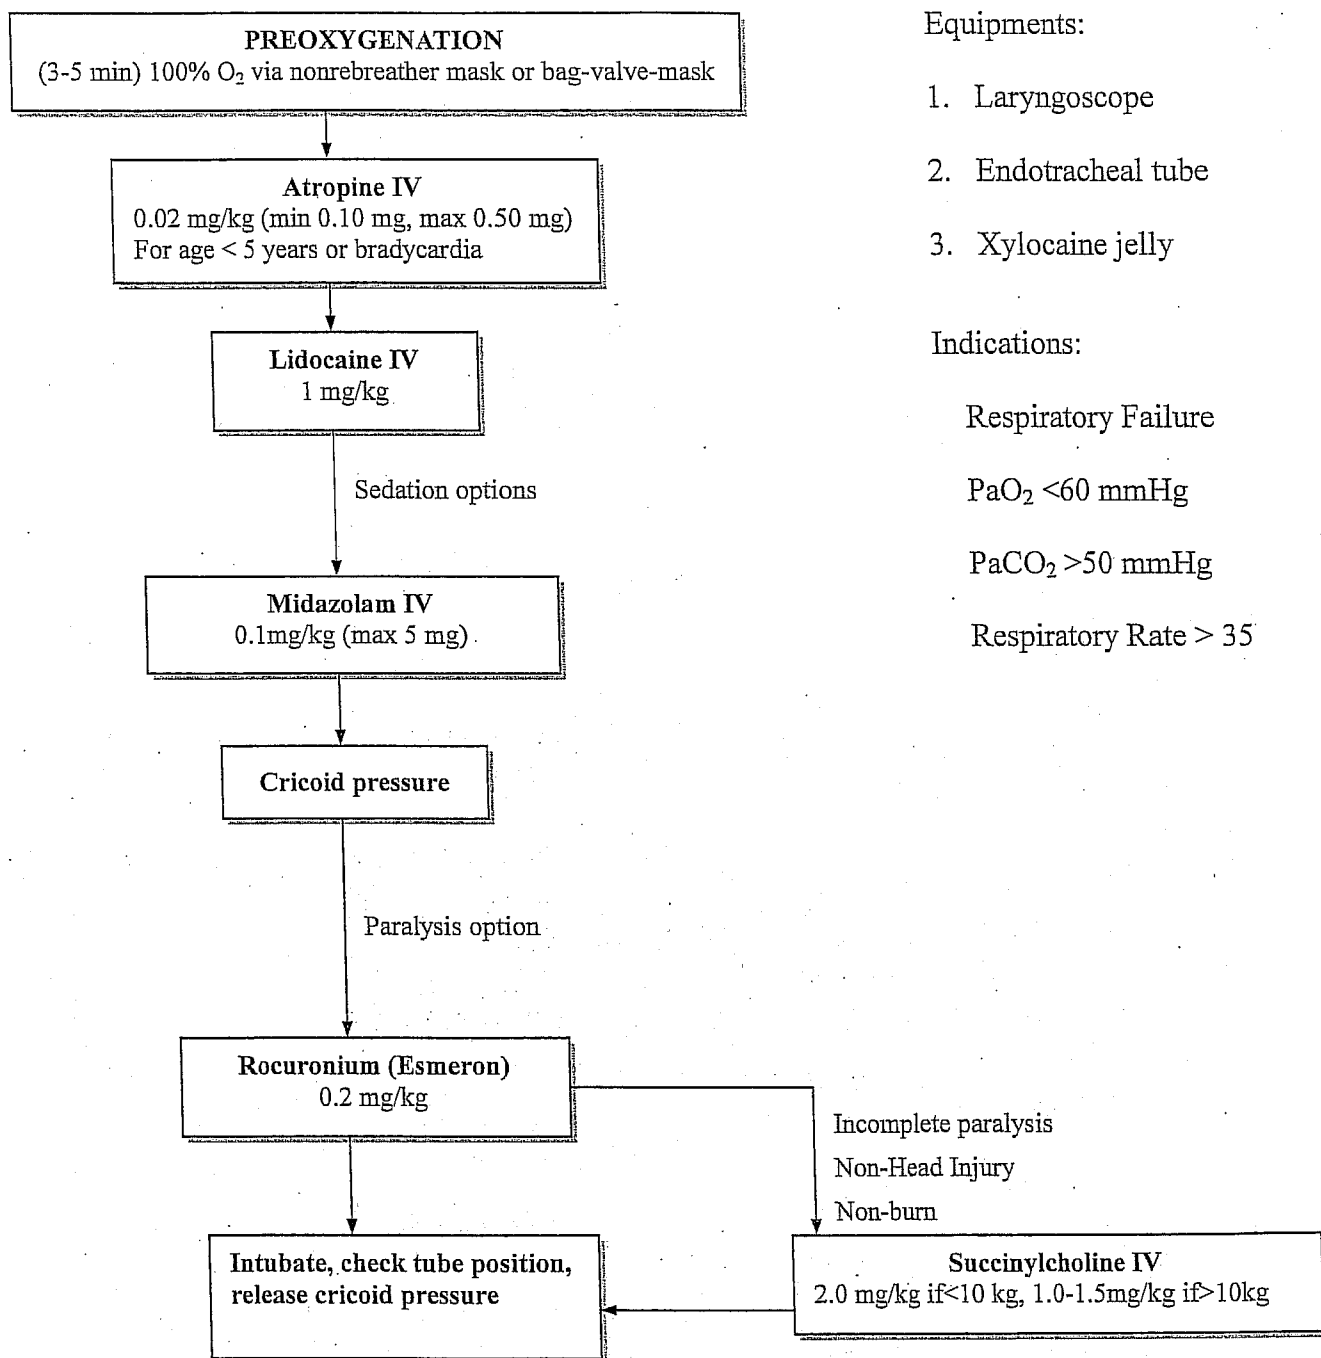 PREOXYGENATION
(3-5 min) 100% O₂ via nonrebreather mask or bag-valve-mask
Atropine IV
0.02 mg/kg (min 0.10 mg, max 0.50 mg)
For age < 5 years or bradycardia
Lidocaine IV
1 mg/kg
Sedation options
Midazolam IV
0.1mg/kg (max 5 mg)
Cricoid pressure
Paralysis option
Rocuronium (Esmeron)
0.2 mg/kg
Incomplete paralysis
Non-Head Injury
Non-burn
Intubate, check tube position,
release cricoid pressure
Succinylcholine IV
2.0 mg/kg if<10 kg, 1.0-1.5mg/kg if>10kg
Equipments:
1. Laryngoscope
2. Endotracheal tube
3. Xylocaine jelly
Indications:
Respiratory Failure
PaO₂ <60 mmHg
PaCO₂ >50 mmHg
Respiratory Rate > 35